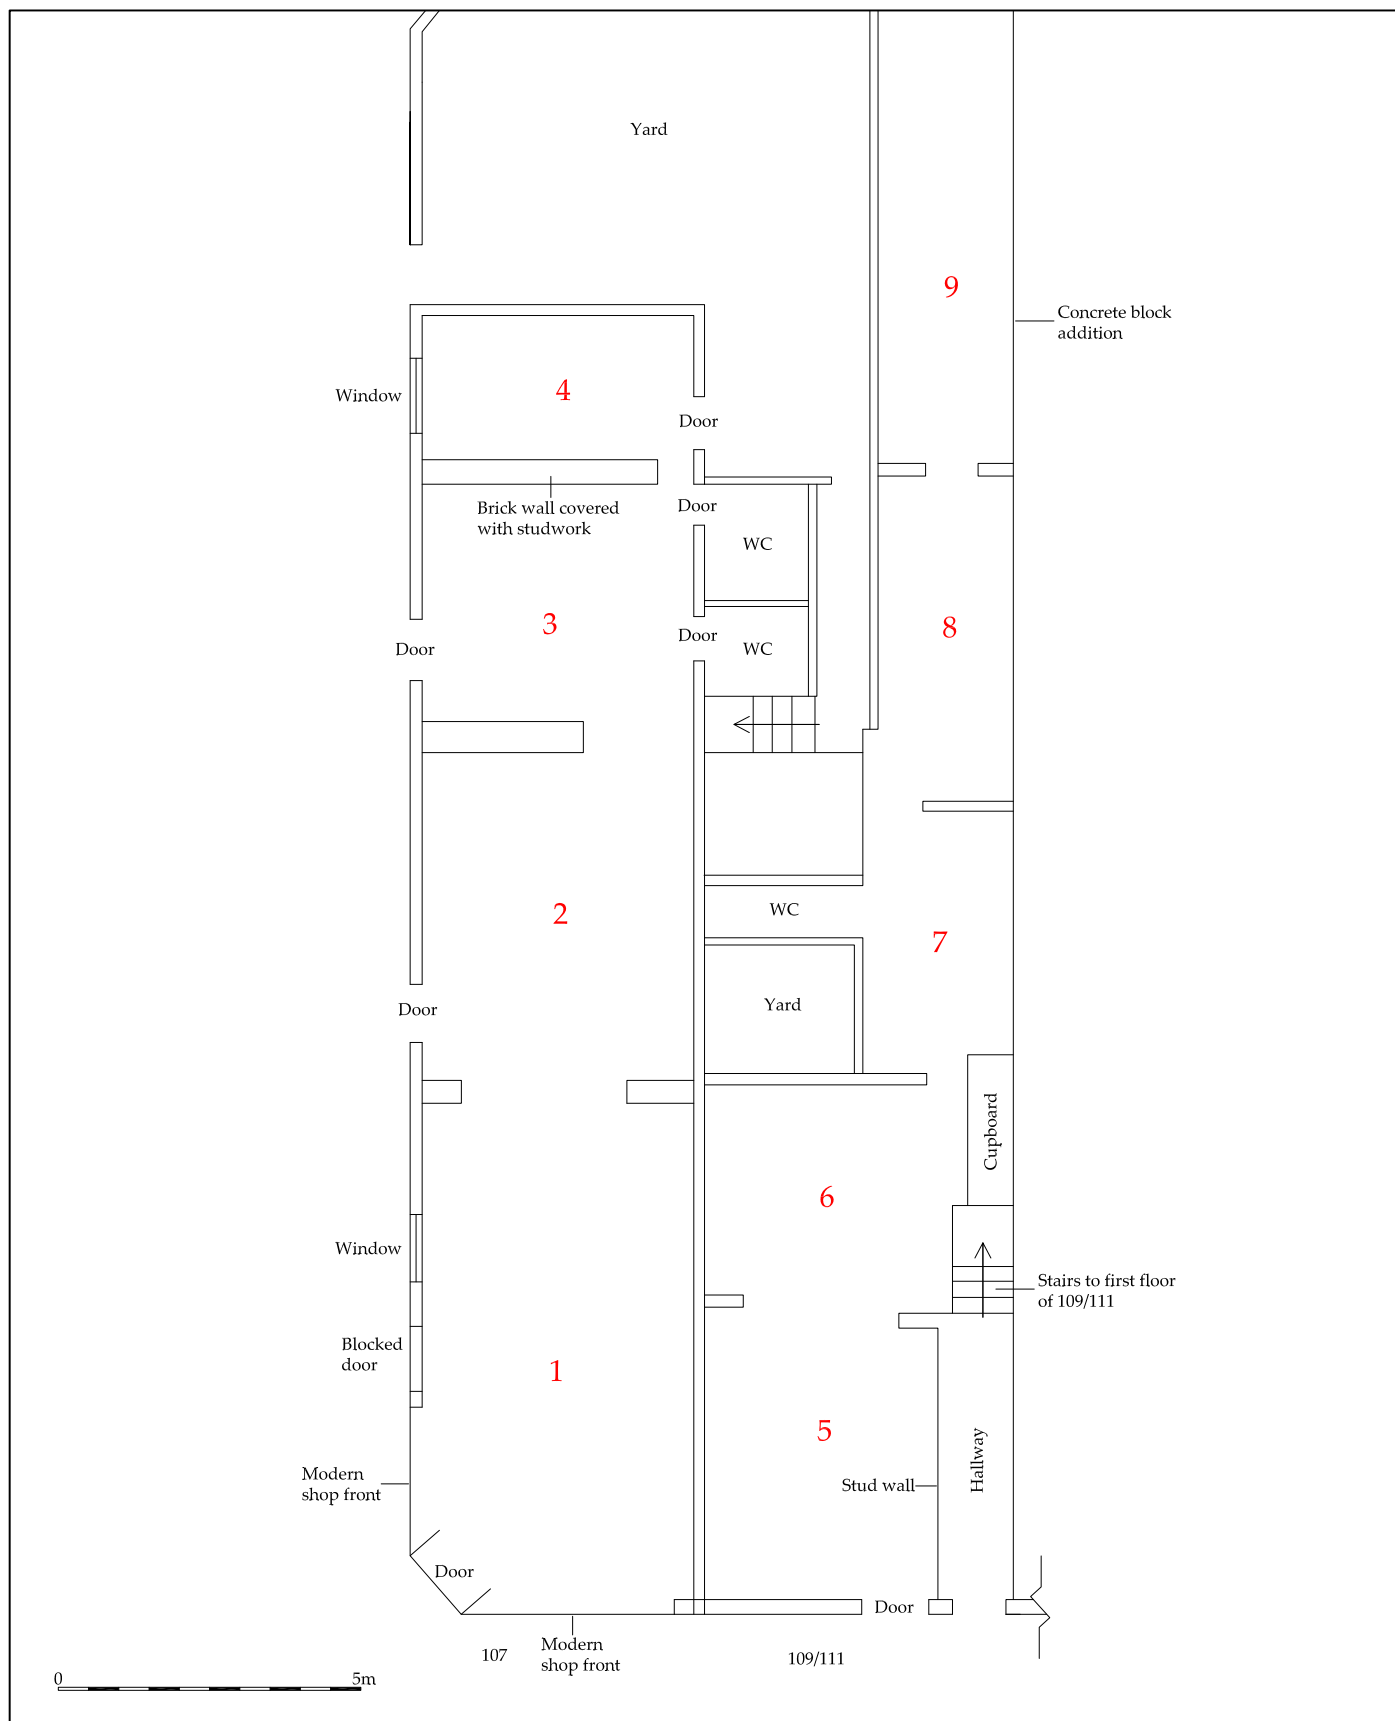 Yard
9
Concrete block
addition
Window
4
Door
Brick wall covered
with studwork
Door
WC
3
8
Door
Door
WC
2
WC
7
Door
Yard
Cupboard
6
Window
Stairs to first floor
of 109/111
Blocked
door
1
5
Hallway
Modern
shop front
Stud wall
Door
Door
107
Modern
shop front
109/111
0
5m